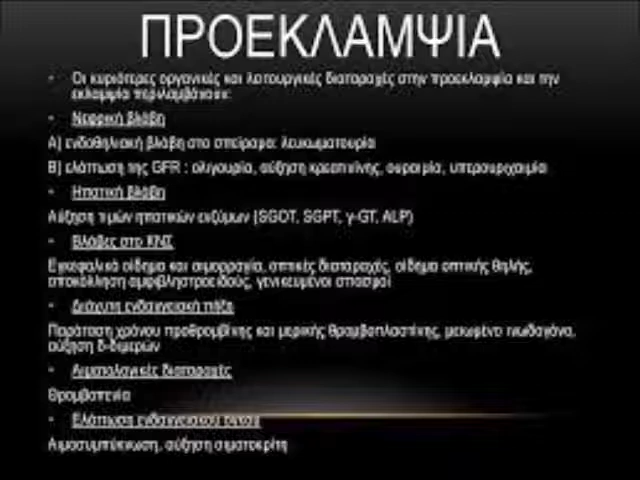 ΠΡΟΕΚΛΑΜΨΙΑ
• Οι κυριότερες οργανικές και λειτουργικές διαταραχές στην προεκλαμψία και την
εκλαμψία περιλαμβάνουν:
• Νεφρική βλάβη
Α) ενδοθηλιακή βλάβη στο σπείραμα: λευκωματουρία
Β) ελάττωση της GFR : ολιγουρία, αύξηση κρεατινίνης, ουραιμία, υπερουριχαιμία
• Ηπατική βλάβη
Αύξηση τιμών ηπατικών ενζύμων (SGOT, SGPT, γ-GT, ALP)
• Βλάβες στο ΚΝΣ
Εγκεφαλικό οίδημα και αιμορραγία, οπτικές διαταραχές, οίδημα οπτικής θηλής,
αποκόλληση αμφιβληστροειδούς, γενικευμένοι σπασμοί
• Διάχυτη ενδαγγειακή πήξη
Παράταση χρόνου προθρομβίνης και μερικής θρομβοπλαστίνης, μειωμένο ινωδογόνο,
αύξηση δ-διμερών
• Αιματολογικές διαταραχές
Θρομβοπενία
• Ελάττωση ενδαγγειακού όγκου
Αιμοσυμπύκνωση, αύξηση αιματοκρίτη